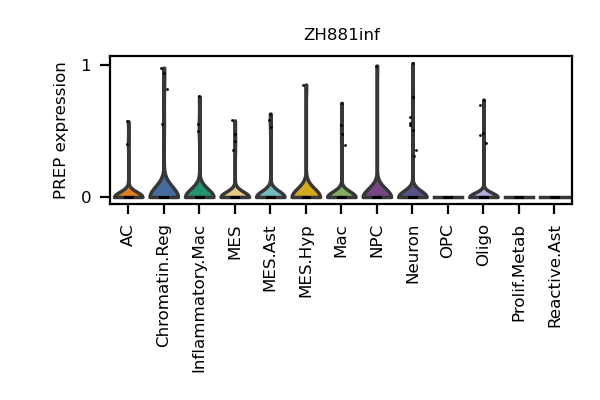 ZH881inf
PREP expression
1
0
AC
Chromatin.Reg
Inflammatory.Mac
MES
MES.Ast
MES.Hyp
Mac
NPC
Neuron
OPC
Oligo
Prolif.Metab
Reactive.Ast